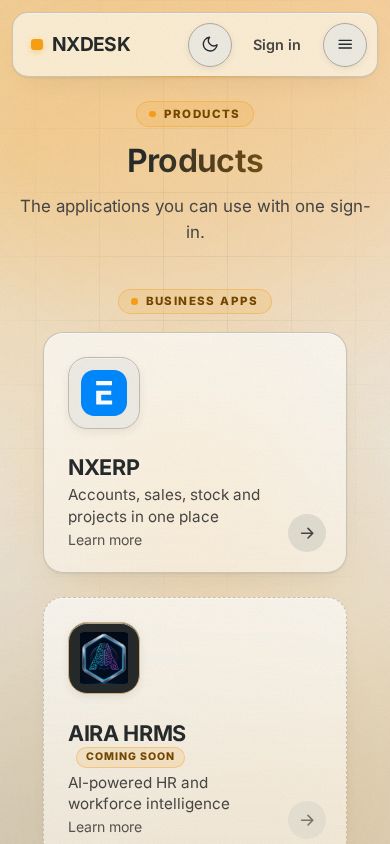 NXDESK
Sign in
PRODUCTS
Products
The applications you can use with one sign-
in.
BUSINESS APPS
NXERP
Accounts, sales, stock and
projects in one place
Learn more
AIRA HRMS
COMING SOON
AI-powered HR and
workforce intelligence
Learn more